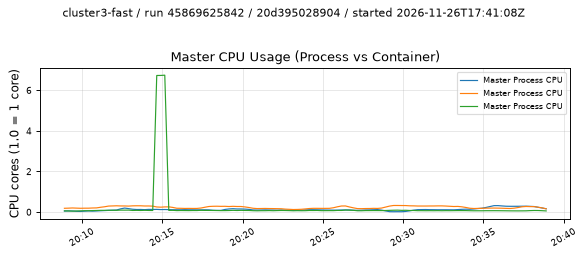 cluster3-fast / run 45869625842 / 20d395028904 / started 2026-11-26T17:41:08Z
Master CPU Usage (Process vs Container)
CPU cores (1.0 = 1 core)
6
4
2
0
Master Process CPU
Master Process CPU
Master Process CPU
20:10
20:15
20:20
20:25
20:30
20:35
20:40